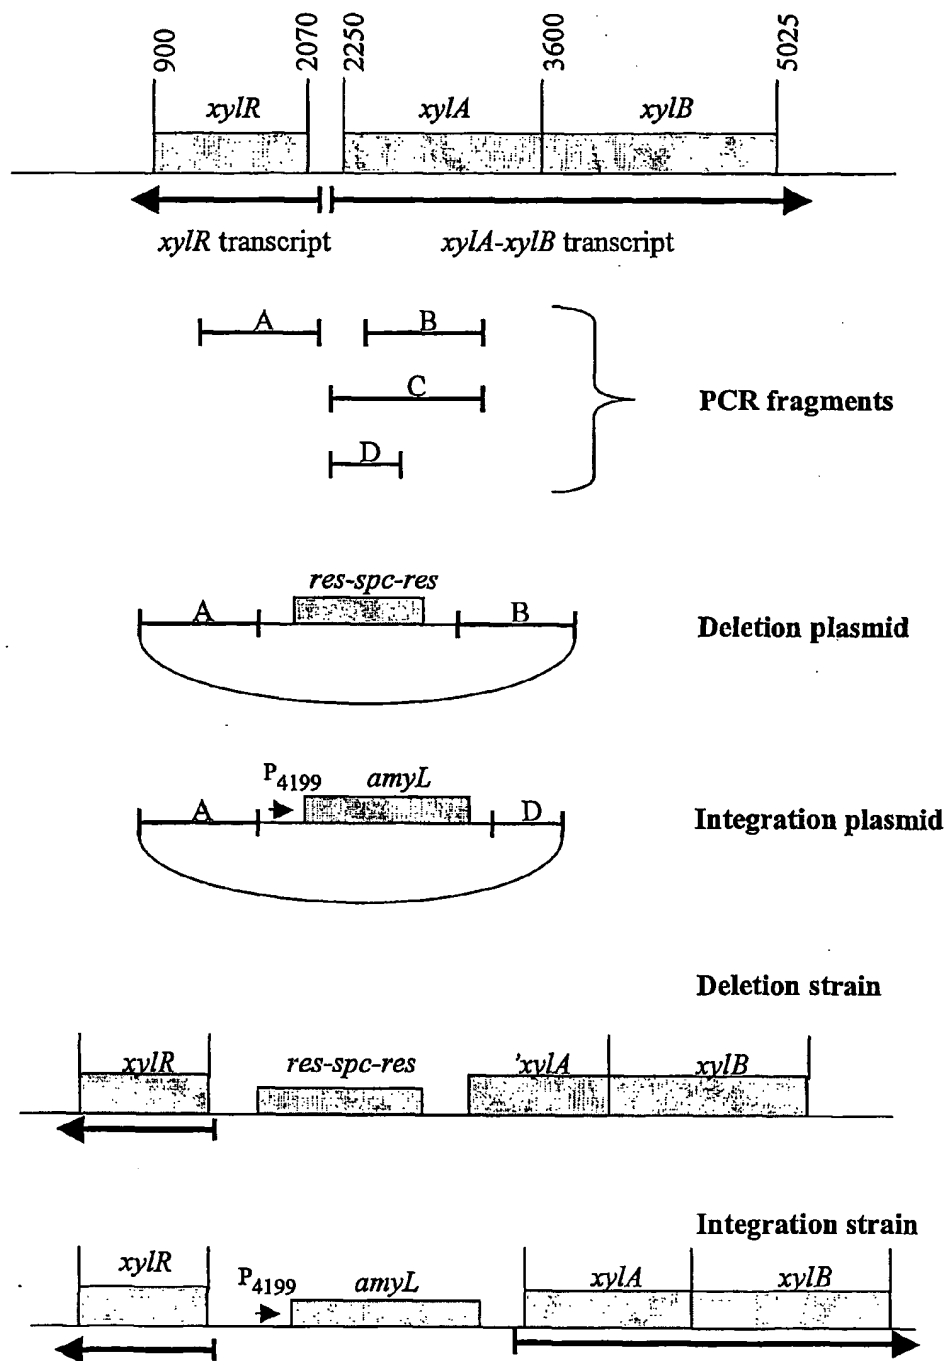 900 2070 2250 3600 5025
xylR xylA xylB
xylR transcript xylA-xylB transcript
A B
C
D
PCR fragments
res-spc-res
A B
Deletion plasmid
P4199 amyL
A D
Integration plasmid
Deletion strain
xylR res-spc-res 'xylA xylB
Integration strain
xylR P4199 amyL xylA xylB